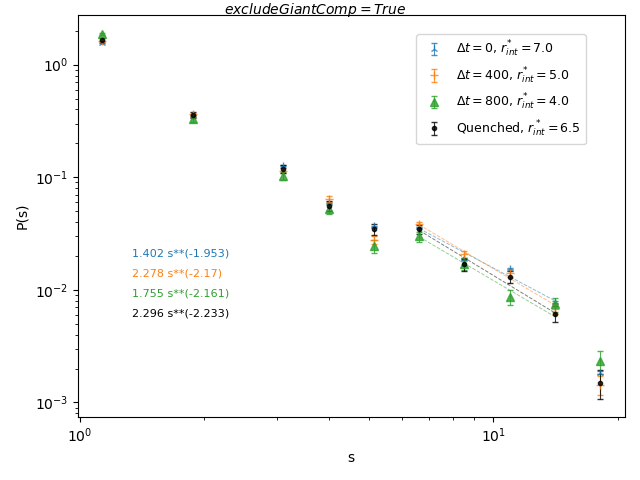 excludeGiantComp = True
10⁰
10⁻¹
10⁻²
10⁻³
P(s)
Δt = 0, r*int = 7.0
Δt = 400, r*int = 5.0
Δt = 800, r*int = 4.0
Quenched, r*int = 6.5
1.402 s**(-1.953)
2.278 s**(-2.17)
1.755 s**(-2.161)
2.296 s**(-2.233)
10⁰ 10¹
s